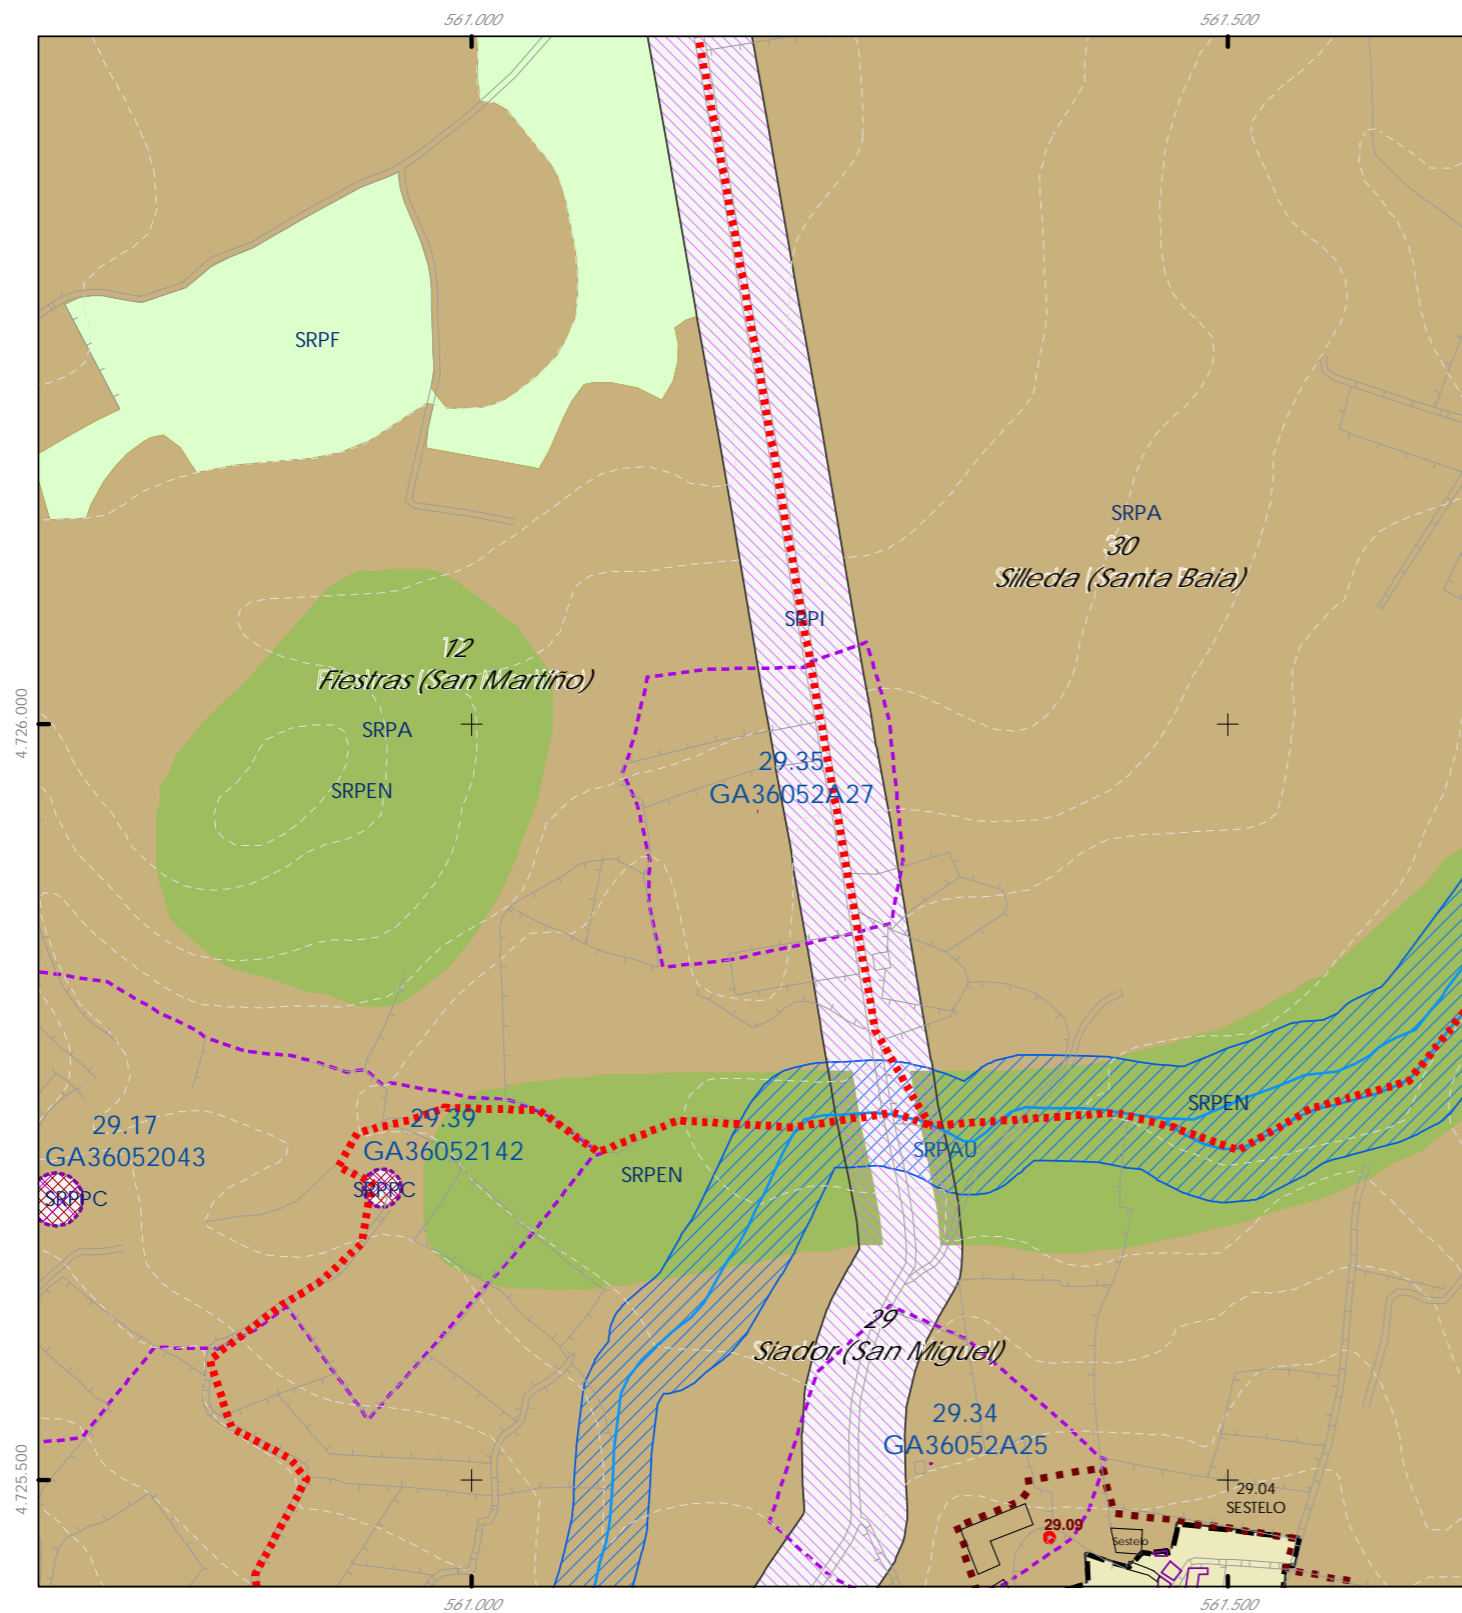 561.000
561.500
SRPF
SRPA
30
Silleda (Santa Baia)
SRPI
12
Fiestras (San Martiño)
4.726.000
SRPA
SRPEN
29.35
GA36052A27
29.17
GA36052043
29.39
GA36052142
SRPEN
SRPAU
SRPEN
SRPPC
SRPPC
29
Siador (San Miguel)
29.34
GA36052A25
4.725.500
29.04
SESTELO
29.09
Sestelo
561.000
561.500